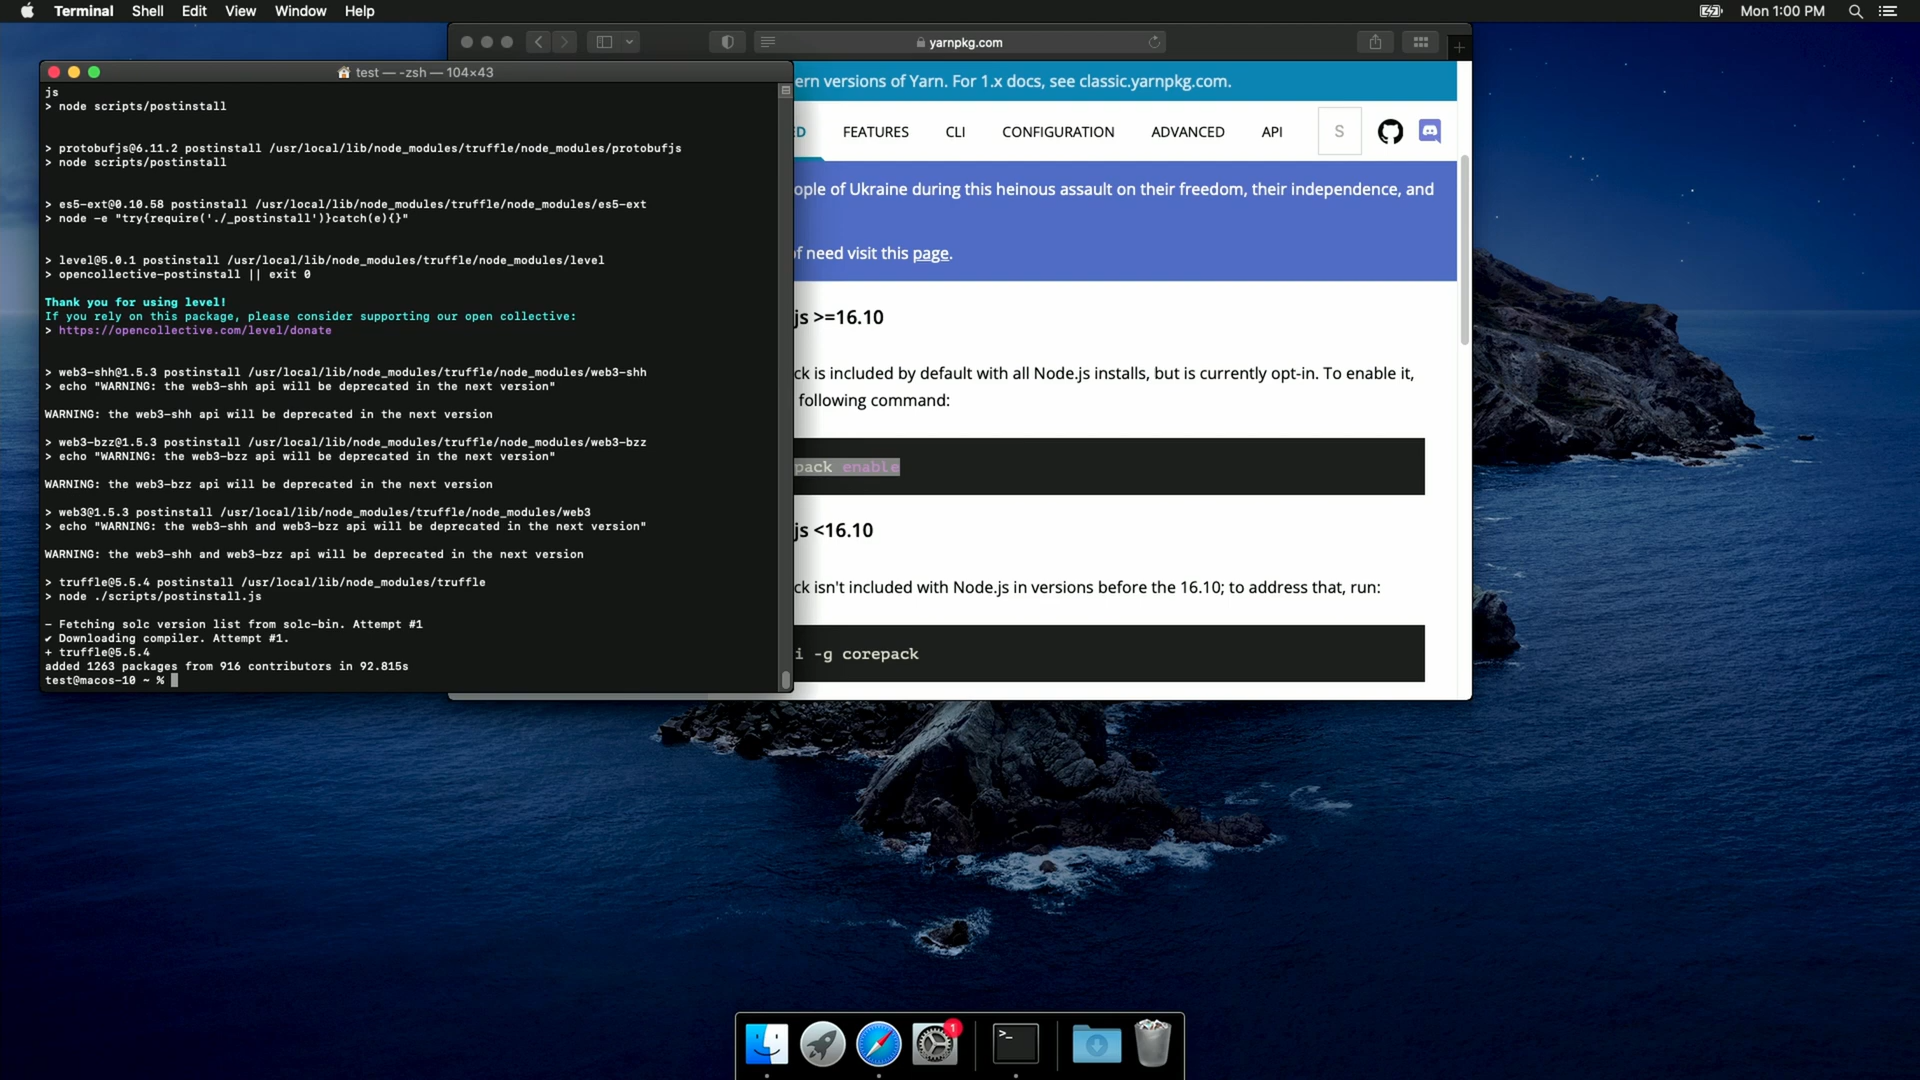 Terminal Shell Edit View Window Help
Mon 1:00 PM
yarnpkg.com
test — -zsh — 104×43
js
> node scripts/postinstall
> protobufjs@6.11.2 postinstall /usr/local/lib/node_modules/truffle/node_modules/protobufjs
> node scripts/postinstall
> es5-ext@0.10.58 postinstall /usr/local/lib/node_modules/truffle/node_modules/es5-ext
> node -e "try{require('./_postinstall')}catch(e){}"
> level@5.0.1 postinstall /usr/local/lib/node_modules/truffle/node_modules/level
> opencollective-postinstall || exit 0
Thank you for using level!
If you rely on this package, please consider supporting our open collective:
> https://opencollective.com/level/donate
> web3-shh@1.5.3 postinstall /usr/local/lib/node_modules/truffle/node_modules/web3-shh
> echo "WARNING: the web3-shh api will be deprecated in the next version"
WARNING: the web3-shh api will be deprecated in the next version
> web3-bzz@1.5.3 postinstall /usr/local/lib/node_modules/truffle/node_modules/web3-bzz
> echo "WARNING: the web3-bzz api will be deprecated in the next version"
WARNING: the web3-bzz api will be deprecated in the next version
> web3@1.5.3 postinstall /usr/local/lib/node_modules/truffle/node_modules/web3
> echo "WARNING: the web3-shh and web3-bzz api will be deprecated in the next version"
WARNING: the web3-shh and web3-bzz api will be deprecated in the next version
> truffle@5.5.4 postinstall /usr/local/lib/node_modules/truffle
> node ./scripts/postinstall.js
- Fetching solc version list from solc-bin. Attempt #1
✔ Downloading compiler. Attempt #1.
+ truffle@5.5.4
added 1263 packages from 916 contributors in 92.815s
test@macos-10 ~ %
ern versions of Yarn. For 1.x docs, see classic.yarnpkg.com.
ED FEATURES CLI CONFIGURATION ADVANCED API S
ople of Ukraine during this heinous assault on their freedom, their independence, and
of need visit this page.
js >=16.10
ck is included by default with all Node.js installs, but is currently opt-in. To enable it,
following command:
pack enable
js <16.10
ck isn't included with Node.js in versions before the 16.10; to address that, run:
i -g corepack
1